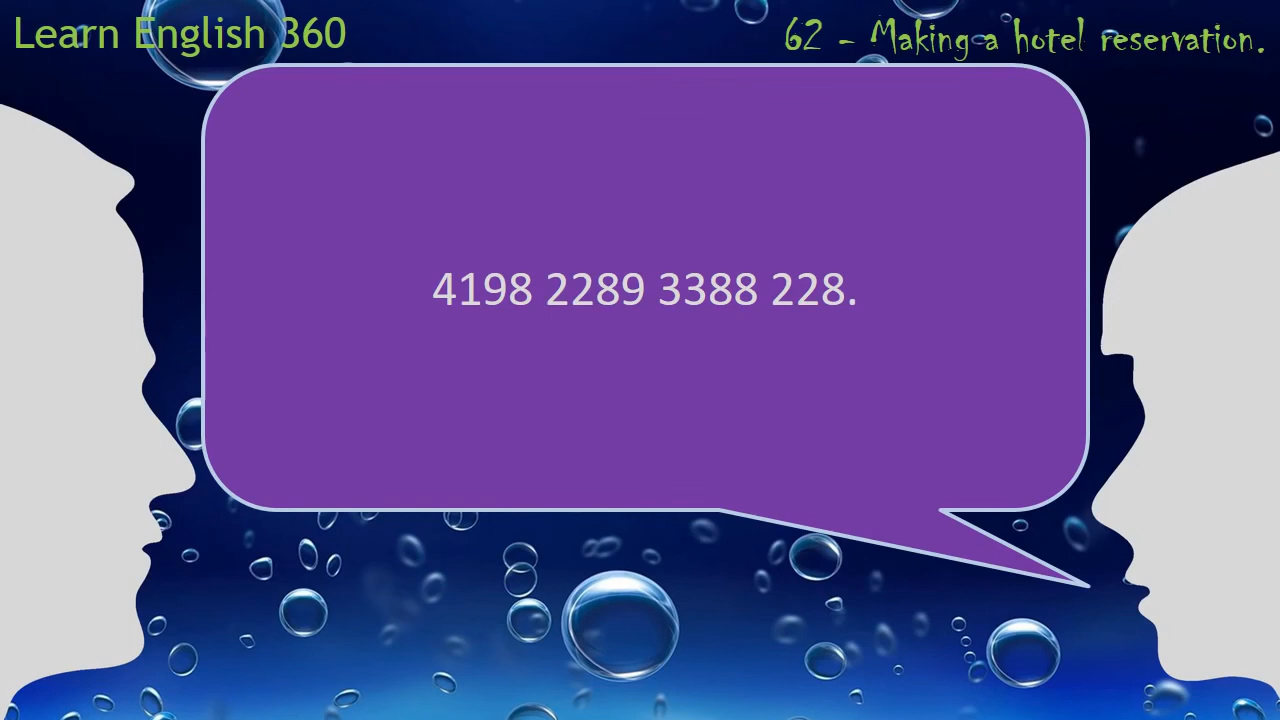 Learn English 360
62 - Making a hotel reservation.
4198 2289 3388 228.